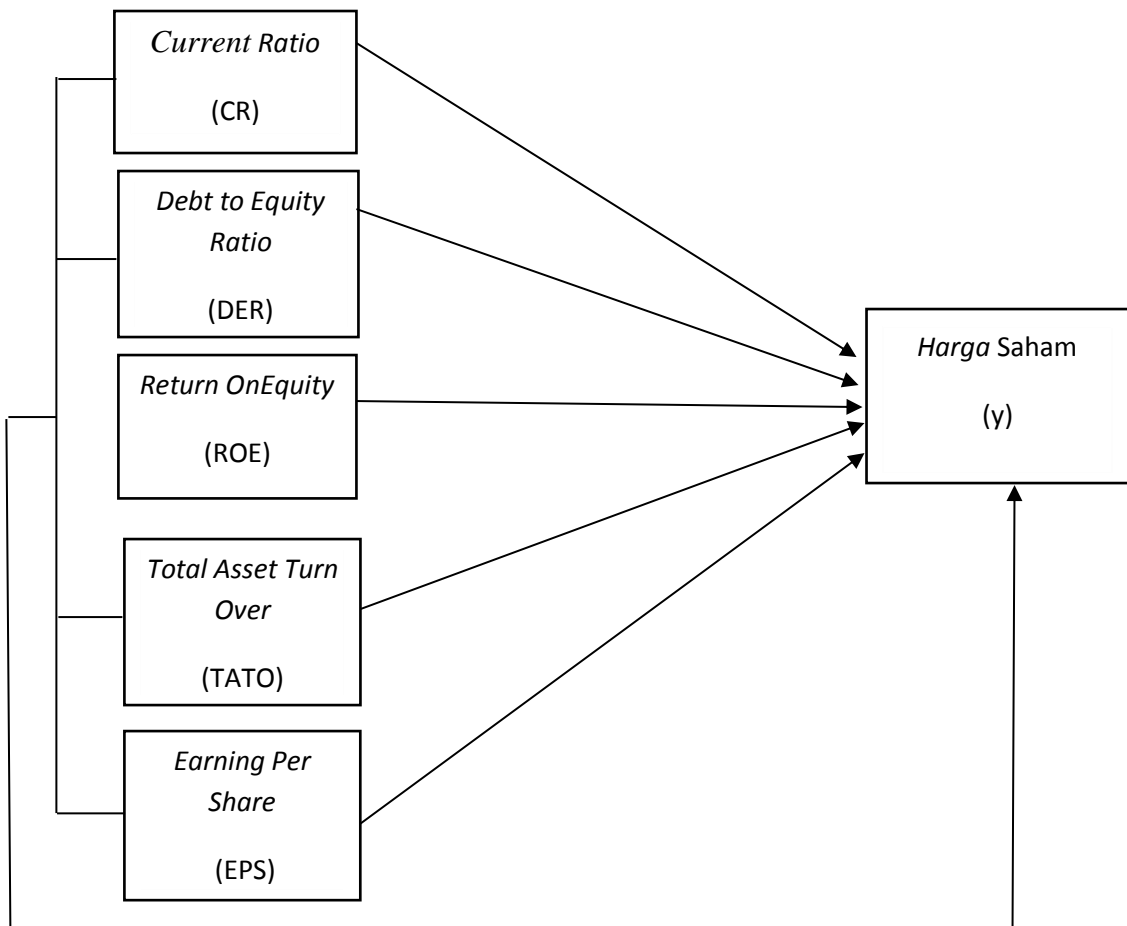 Current Ratio
(CR)
Debt to Equity
Ratio
(DER)
Return OnEquity
(ROE)
Total Asset Turn
Over
(TATO)
Earning Per
Share
(EPS)
Harga Saham
(y)